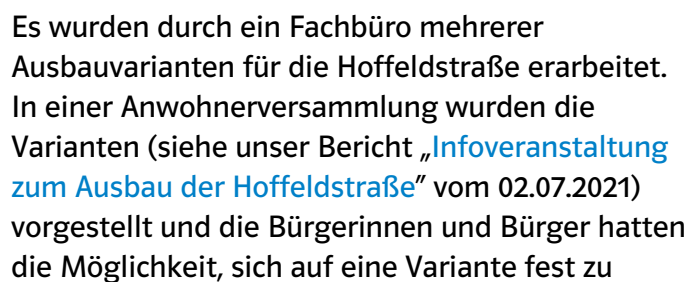 Es wurden durch ein Fachbüro mehrerer
Ausbauvarianten für die Hoffeldstraße erarbeitet.
In einer Anwohnerversammlung wurden die
Varianten (siehe unser Bericht „Infoveranstaltung
zum Ausbau der Hoffeldstraße“ vom 02.07.2021)
vorgestellt und die Bürgerinnen und Bürger hatten
die Möglichkeit, sich auf eine Variante fest zu